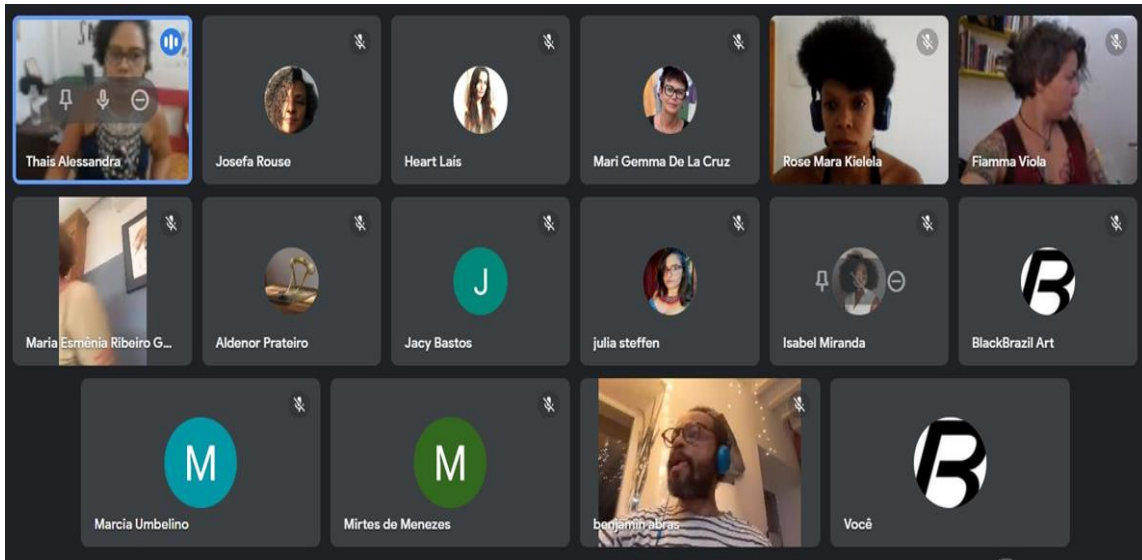 Thais Alessandra
Josefa Rouse
Heart Laís
Mari Gemma De La Cruz
Rose Mara Kielela
Fiamma Viola
Maria Esmênia Ribeiro G...
Aldenor Prateiro
J
Jacy Bastos
julia steffen
Isabel Miranda
B
BlackBrazil Art
M
Marcia Umbelino
M
Mirtes de Menezes
benjamin abras
B
Você